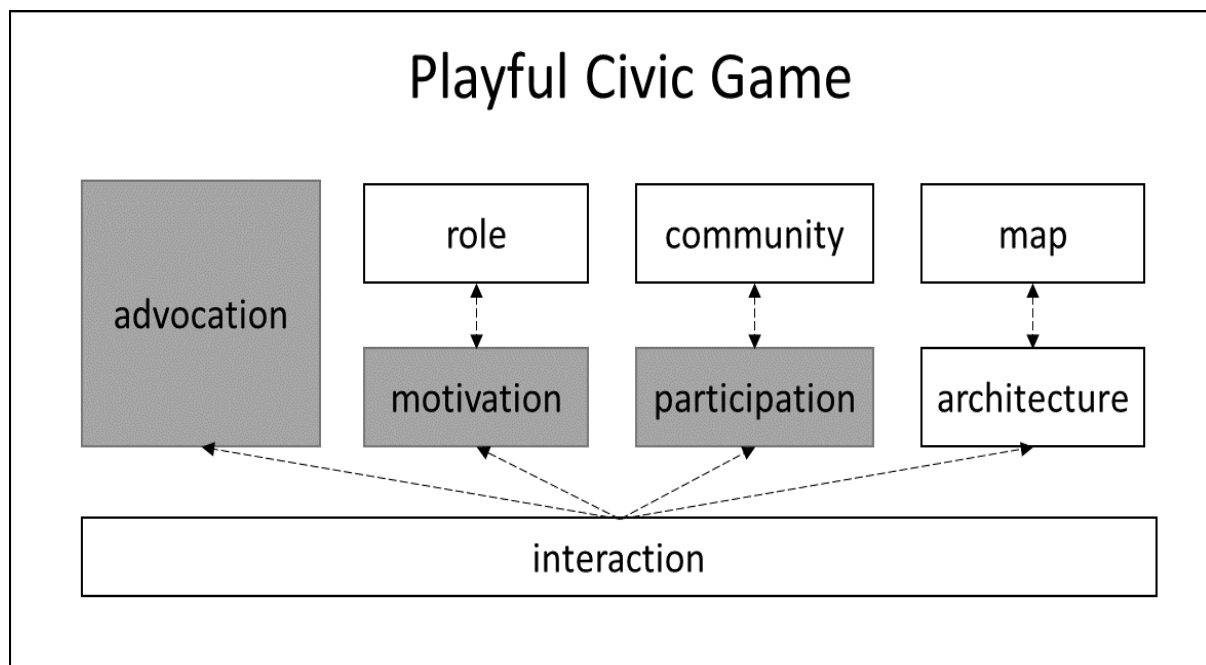 Playful Civic Game
role
community
map
advocation
motivation
participation
architecture
interaction